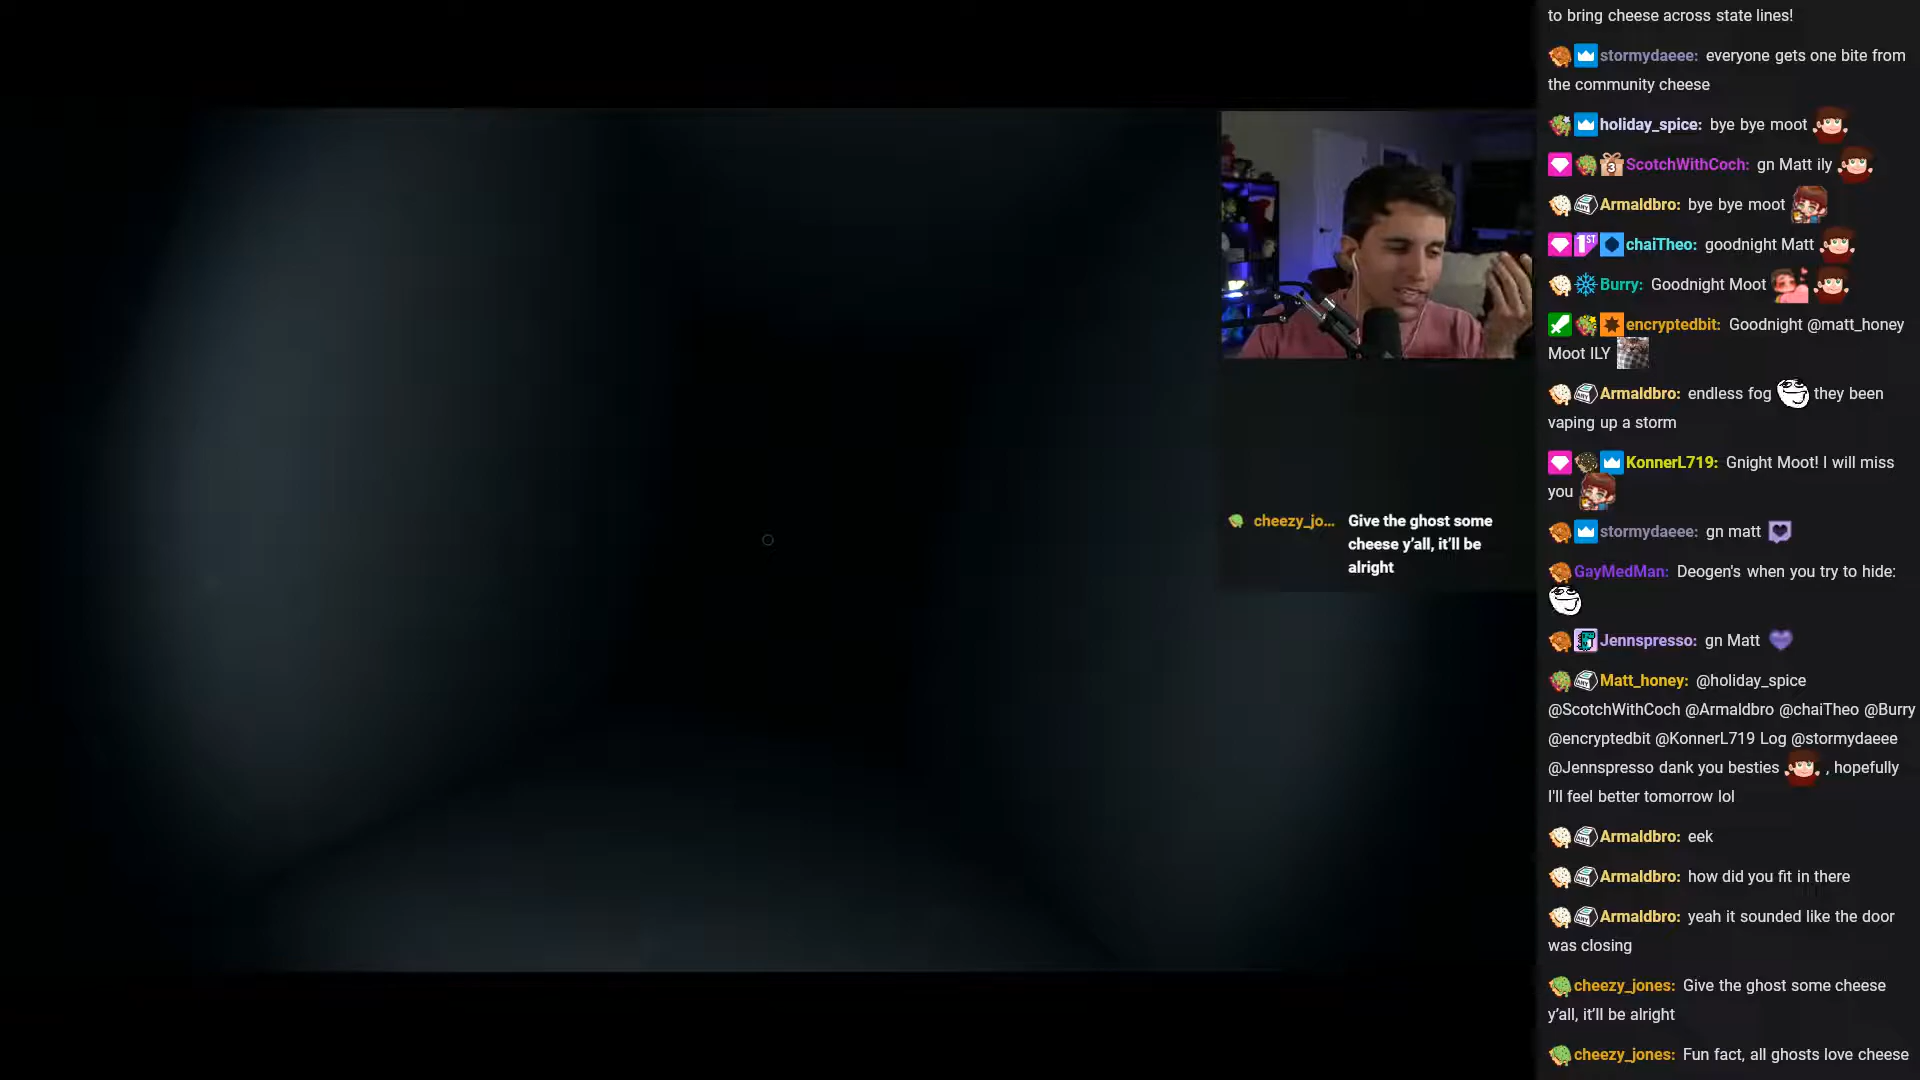 to bring cheese across state lines!
stormydaeee: everyone gets one bite from
the community cheese
holiday_spice: bye bye moot
3 ScotchWithCoch: gn Matt ily
Armaldbro: bye bye moot
1ST chaiTheo: goodnight Matt
Burry: Goodnight Moot
encryptedbit: Goodnight @matt_honey
Moot ILY
Armaldbro: endless fog they been
vaping up a storm
KonnerL719: Gnight Moot! I will miss
you
stormydaeee: gn matt
GayMedMan: Deogen's when you try to hide:
Jennspresso: gn Matt
Matt_honey: @holiday_spice
@ScotchWithCoch @Armaldbro @chaiTheo @Burry
@encryptedbit @KonnerL719 Log @stormydaeee
@Jennspresso dank you besties , hopefully
I'll feel better tomorrow lol
Armaldbro: eek
Armaldbro: how did you fit in there
Armaldbro: yeah it sounded like the door
was closing
cheezy_jones: Give the ghost some cheese
y'all, it'll be alright
cheezy_jones: Fun fact, all ghosts love cheese
cheezy_jo... Give the ghost some
cheese y'all, it'll be
alright